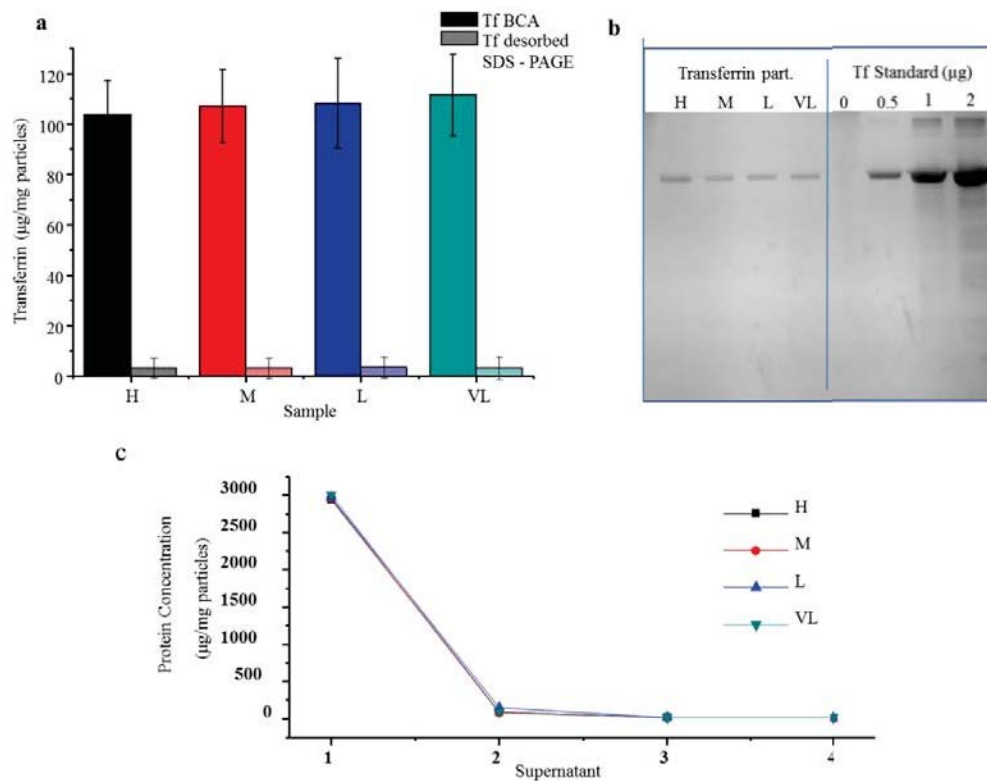 a
Tf BCA
Tf desorbed
SDS - PAGE
Transferrin (µg/mg particles)
120
100
80
60
40
20
0
H M L VL
Sample
b
Transferrin part. Tf Standard (µg)
H M L VL 0 0.5 1 2
c
Protein Concentration
(µg/mg particles)
3000
2500
2000
1500
1000
500
0
H
M
L
VL
1 2 3 4
Supernatant